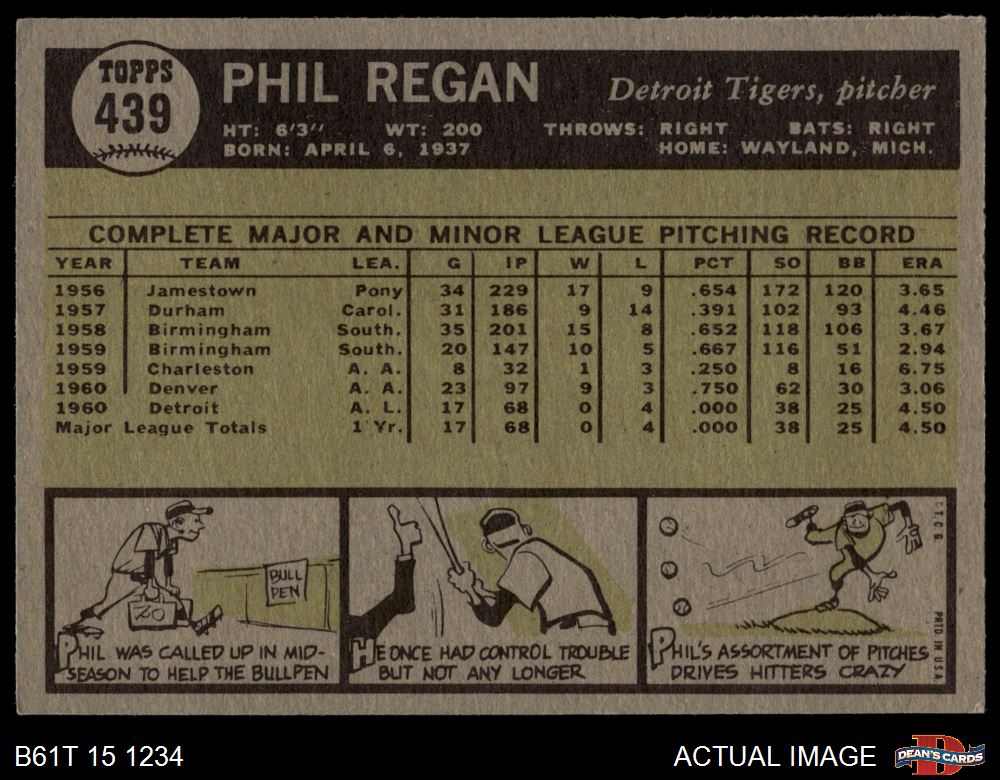 TOPPS
439
PHIL REGAN
Detroit Tigers, pitcher
HT: 6'3" WT: 200 THROWS: RIGHT BATS: RIGHT
BORN: APRIL 6, 1937 HOME: WAYLAND, MICH.
COMPLETE MAJOR AND MINOR LEAGUE PITCHING RECORD
YEAR TEAM LEA. G IP W L PCT SO BB ERA
1956 Jamestown Pony 34 229 17 9 .654 172 120 3.65
1957 Durham Carol. 31 186 9 14 .391 102 93 4.46
1958 Birmingham South. 35 201 15 8 .652 118 106 3.67
1959 Birmingham South. 20 147 10 5 .667 116 51 2.94
1959 Charleston A. A. 8 32 1 3 .250 8 16 6.75
1960 Denver A. A. 23 97 9 3 .750 62 30 3.06
1960 Detroit A. L. 17 68 0 4 .000 38 25 4.50
Major League Totals 1 Yr. 17 68 0 4 .000 38 25 4.50
BULL
PEN
PHIL WAS CALLED UP IN MID-
SEASON TO HELP THE BULLPEN
HE ONCE HAD CONTROL TROUBLE
BUT NOT ANY LONGER
PHIL'S ASSORTMENT OF PITCHES
DRIVES HITTERS CRAZY
T.C.G.
PRTD. IN U.S.A.
B61T 15 1234
ACTUAL IMAGE
DEAN'S CARDS